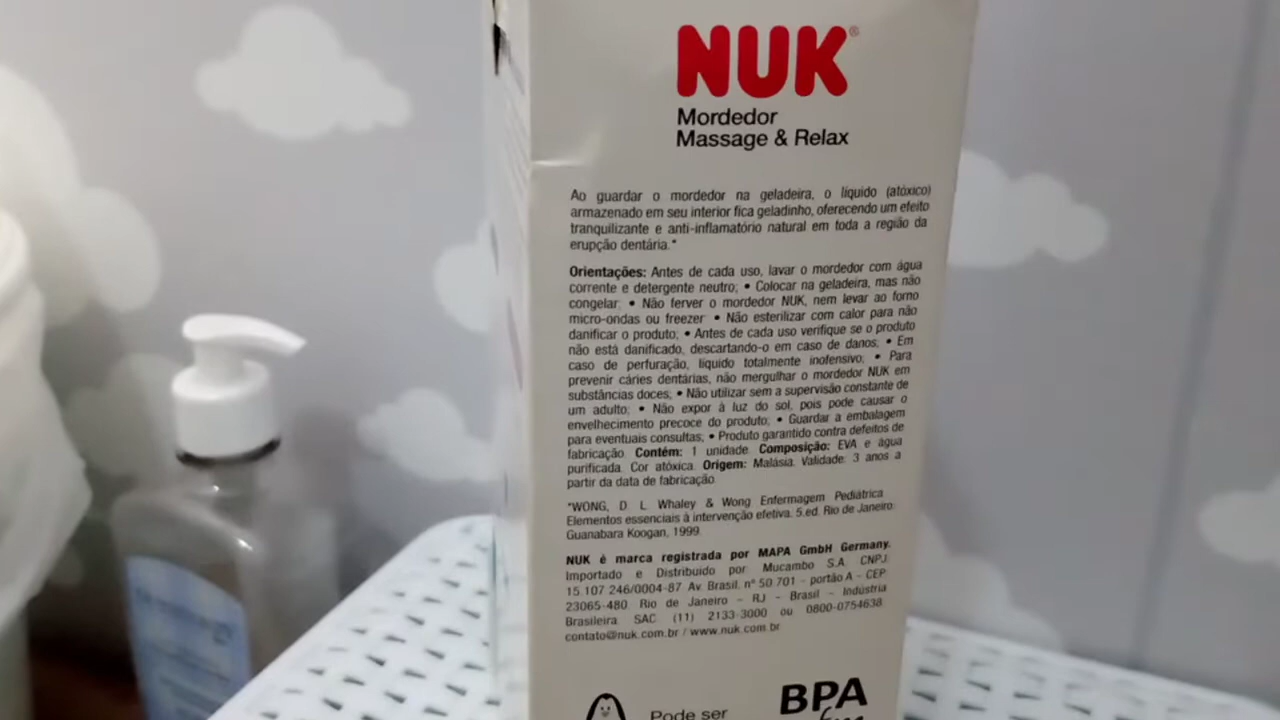 NUK®
Mordedor
Massage & Relax
Ao guardar o mordedor na geladeira, o líquido (atóxico)
armazenado em seu interior fica geladinho, oferecendo um efeito
tranquilizante e anti-inflamatório natural em toda a região da
erupção dentária.*
Orientações: Antes de cada uso, lavar o mordedor com água
corrente e detergente neutro; • Colocar na geladeira, mas não
congelar; • Não ferver o mordedor NUK, nem levar ao forno
micro-ondas ou freezer • Não esterilizar com calor para não
danificar o produto; • Antes de cada uso verifique se o produto
não está danificado, descartando-o em caso de danos; • Em
caso de perfuração, líquido totalmente inofensivo; • Para
prevenir cáries dentárias, não mergulhar o mordedor NUK em
substâncias doces; • Não utilizar sem a supervisão constante de
um adulto; • Não expor à luz do sol, pois pode causar o
envelhecimento precoce do produto; • Guardar a embalagem
para eventuais consultas; • Produto garantido contra defeitos de
fabricação. Contém: 1 unidade. Composição: EVA e água
purificada. Cor atóxica. Origem: Malásia. Validade: 3 anos a
partir da data de fabricação
*WONG, D. L. Whaley & Wong Enfermagem Pediátrica
Elementos essenciais à intervenção efetiva. 5.ed. Rio de Janeiro:
Guanabara Koogan, 1999.
NUK é marca registrada por MAPA GmbH Germany.
Importado e Distribuído por Mucambo S.A. CNPJ.
15.107.246/0004-87 Av. Brasil, nº 50.701 - portão A - CEP
23065-480. Rio de Janeiro - RJ - Brasil - Indústria
Brasileira. SAC: (11) 2133-3000 ou 0800-0754638.
contato@nuk.com.br / www.nuk.com.br
Pode ser
BPA